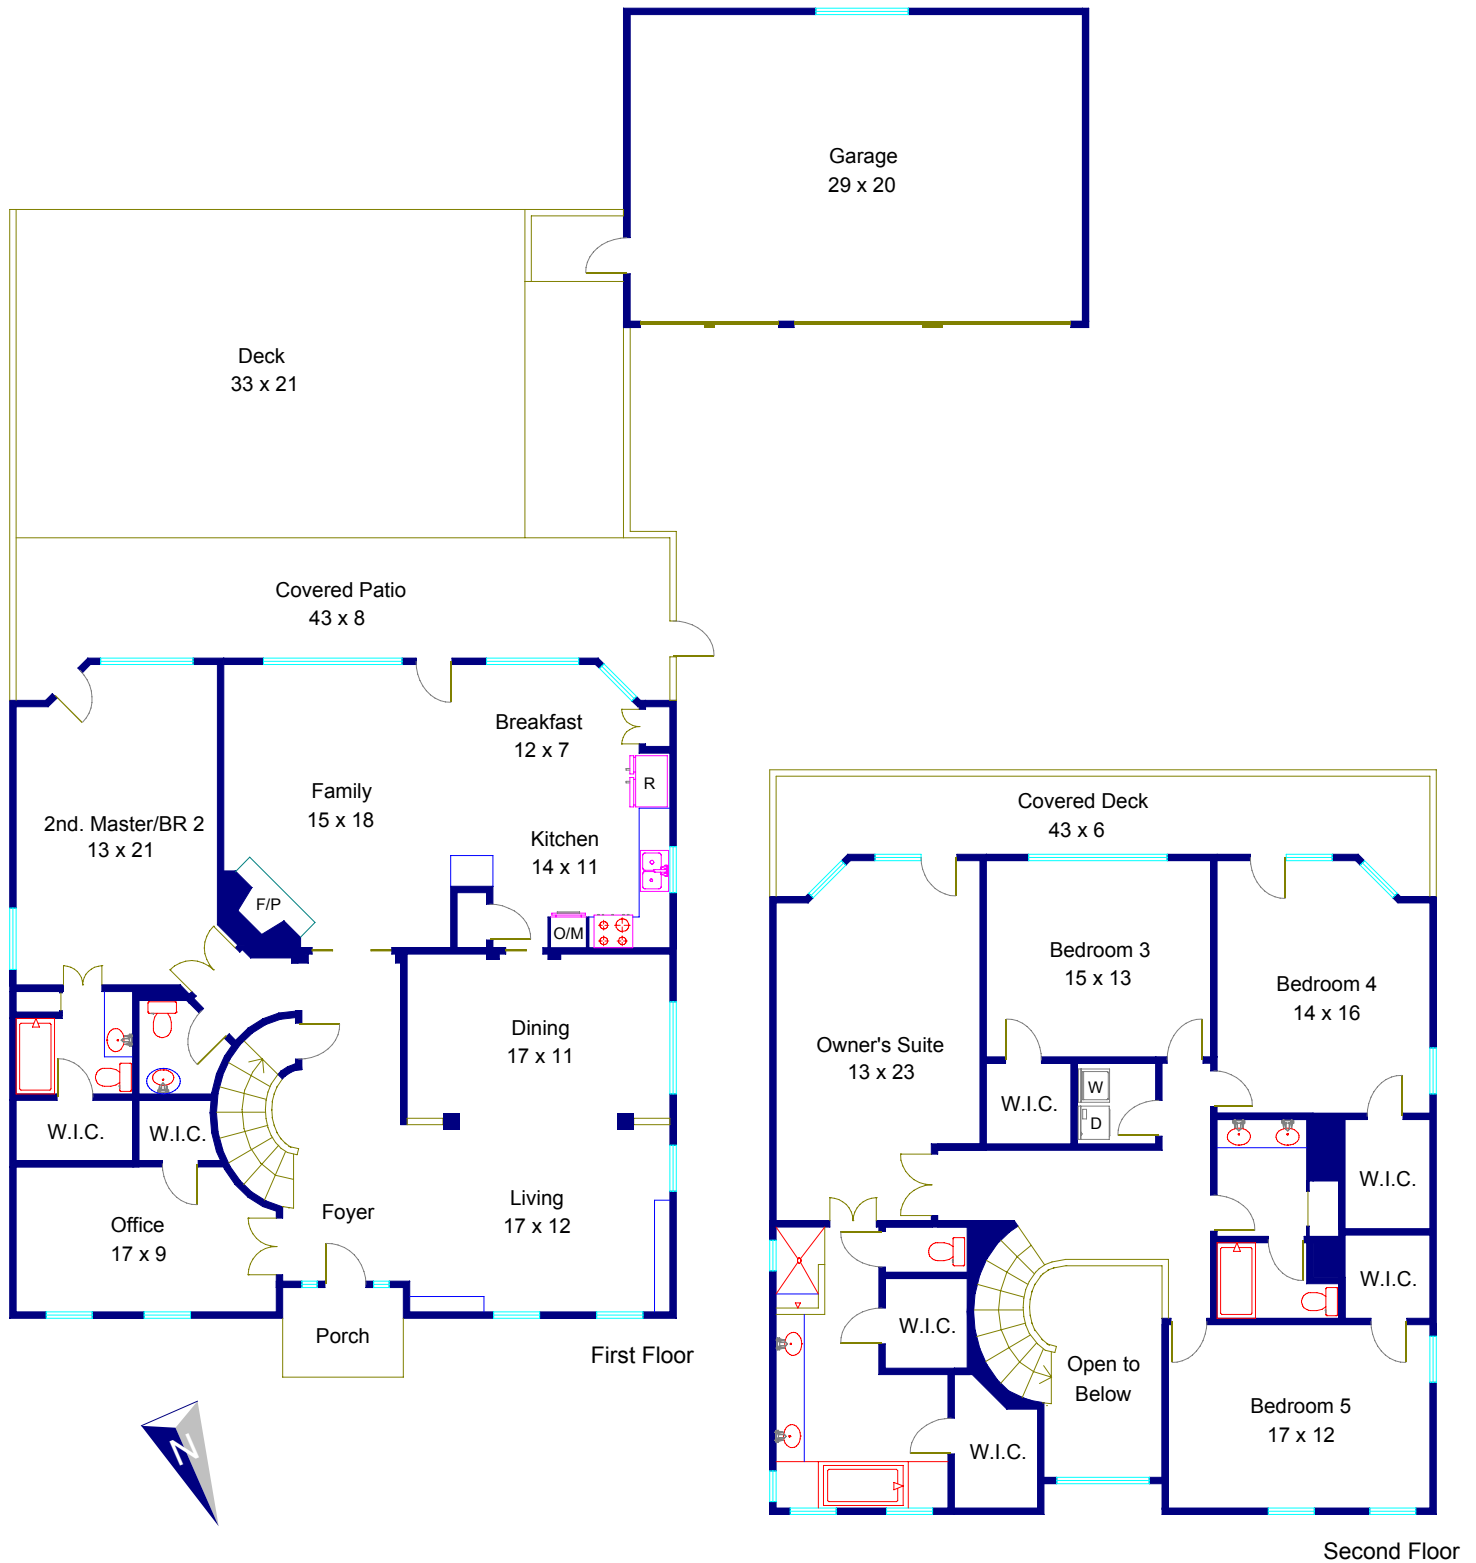 Garage
29 x 20
Deck
33 x 21
Covered Patio
43 x 8
Breakfast
12 x 7
R
Family
15 x 18
2nd. Master/BR 2
13 x 21
Kitchen
14 x 11
F/P
O/M
Dining
17 x 11
W.I.C.
W.I.C.
Living
17 x 12
Foyer
Office
17 x 9
Porch
First Floor
N
Covered Deck
43 x 6
Bedroom 3
15 x 13
Bedroom 4
14 x 16
Owner's Suite
13 x 23
W
D
W.I.C.
W.I.C.
W.I.C.
W.I.C.
Open to
Below
Bedroom 5
17 x 12
W.I.C.
Second Floor